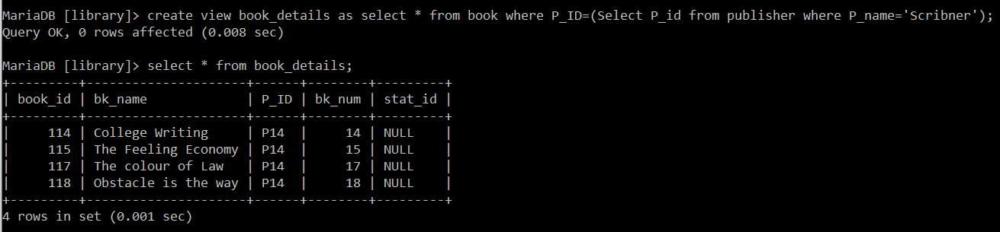 MariaDB [library]> create view book_details as select * from book where P_ID=(Select P_id from publisher where P_name='Scribner');
Query OK, 0 rows affected (0.008 sec)

MariaDB [library]> select * from book_details;
+---------+---------------------+------+--------+---------+
| book_id | bk_name             | P_ID | bk_num | stat_id |
+---------+---------------------+------+--------+---------+
|     114 | College Writing     | P14  |     14 | NULL    |
|     115 | The Feeling Economy | P14  |     15 | NULL    |
|     117 | The colour of Law   | P14  |     17 | NULL    |
|     118 | Obstacle is the way | P14  |     18 | NULL    |
+---------+---------------------+------+--------+---------+
4 rows in set (0.001 sec)